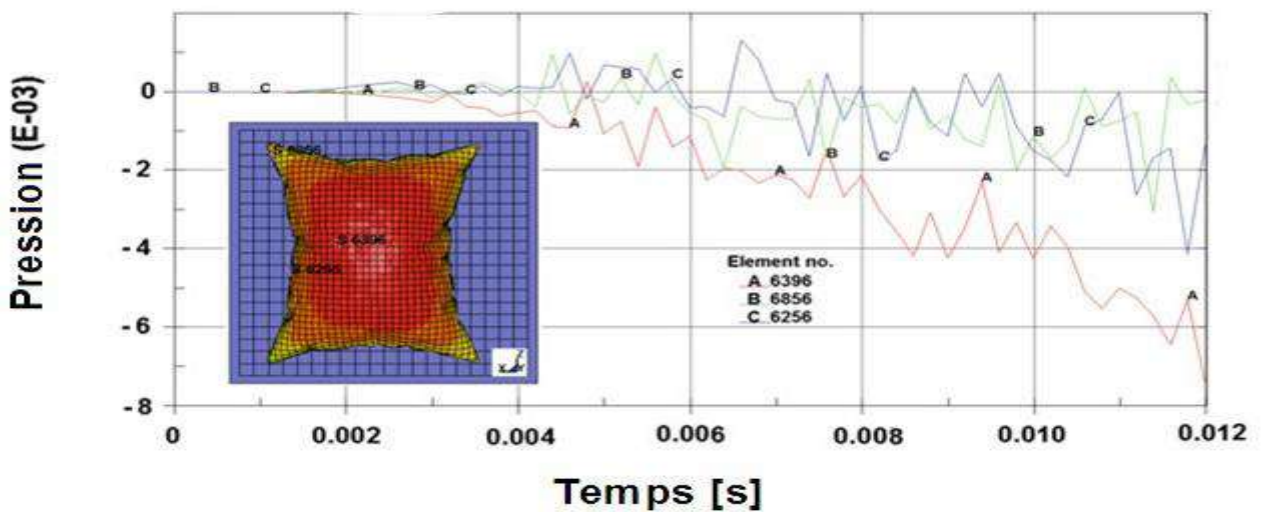 Pression (E-03)
0
-2
-4
-6
-8
B C A B C A B C A B C A B C A
S 6856
S 6396
S 6256
Element no.
A 6396
B 6856
C 6256
0 0.002 0.004 0.006 0.008 0.010 0.012
Temps [s]